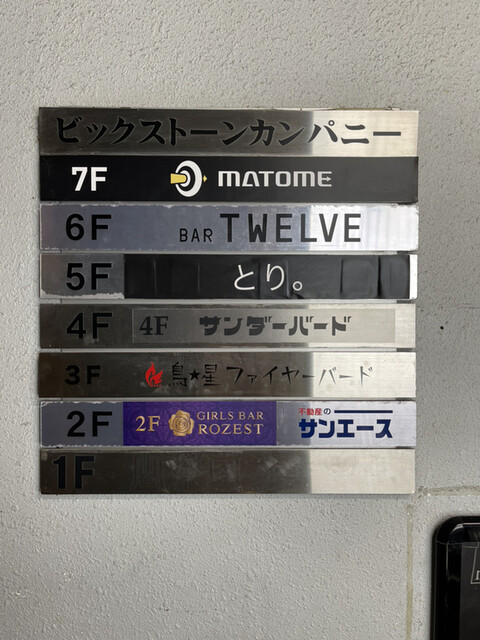 ビックストーンカンパニー
7F MATOME
6F BAR TWELVE
5F とり。
4F 4F サンダーバード
3F 鳥★星ファイヤーバード
2F 2F GIRLS BAR ROZEST 不動産の サンエース
1F